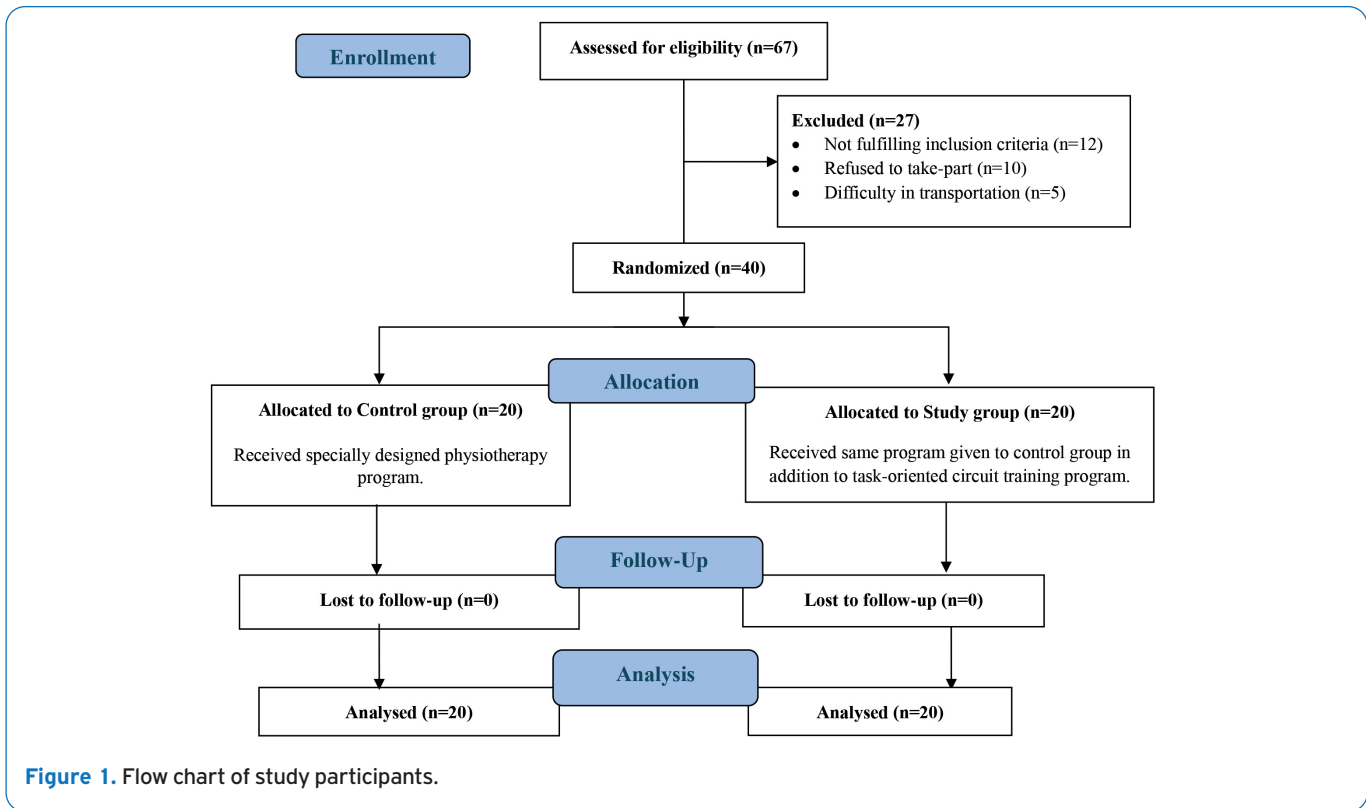 Enrollment
Assessed for eligibility (n=67)
Excluded (n=27)
• Not fulfilling inclusion criteria (n=12)
• Refused to take-part (n=10)
• Difficulty in transportation (n=5)
Randomized (n=40)
Allocation
Allocated to Control group (n=20)
Received specially designed physiotherapy
program.
Allocated to Study group (n=20)
Received same program given to control group in
addition to task-oriented circuit training program.
Follow-Up
Lost to follow-up (n=0)
Lost to follow-up (n=0)
Analysis
Analysed (n=20)
Analysed (n=20)
Figure 1. Flow chart of study participants.